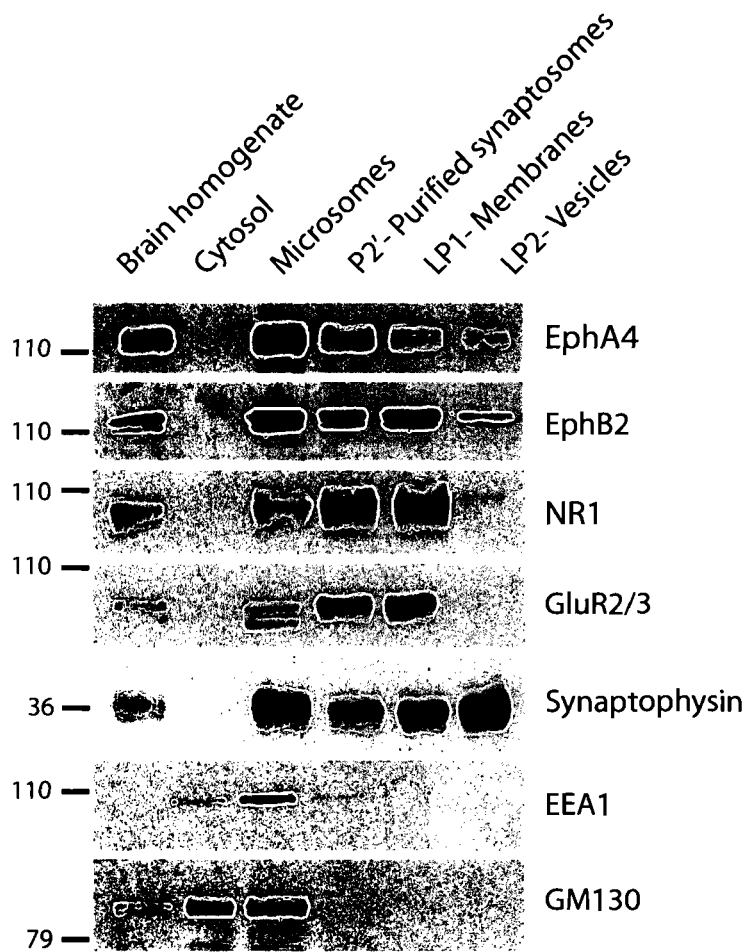 Brain homogenate
Cytosol
Microsomes
P2'- Purified synaptosomes
LP1- Membranes
LP2- Vesicles
110
EphA4
110
EphB2
110
NR1
110
GluR2/3
36
Synaptophysin
110
EEA1
GM130
79